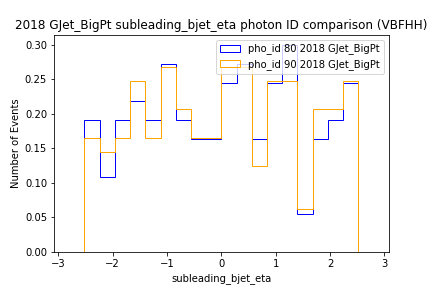 2018 GJet_BigPt subleading_bjet_eta photon ID comparison (VBFHH)
pho_id 80 2018 GJet_BigPt
pho_id 90 2018 GJet_BigPt
Number of Events
0.30
0.25
0.20
0.15
0.10
0.05
0.00
−3
−2
−1
0
1
2
3
subleading_bjet_eta